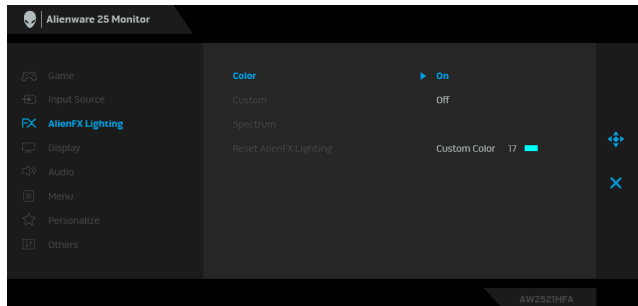 Alienware 25 Monitor
Game
Input Source
FX AlienFX Lighting
Display
Audio
Menu
Personalize
Others
Color
Custom
Spectrum
Reset AlienFX Lighting
On
Off
Custom Color 17
AW2521HFA